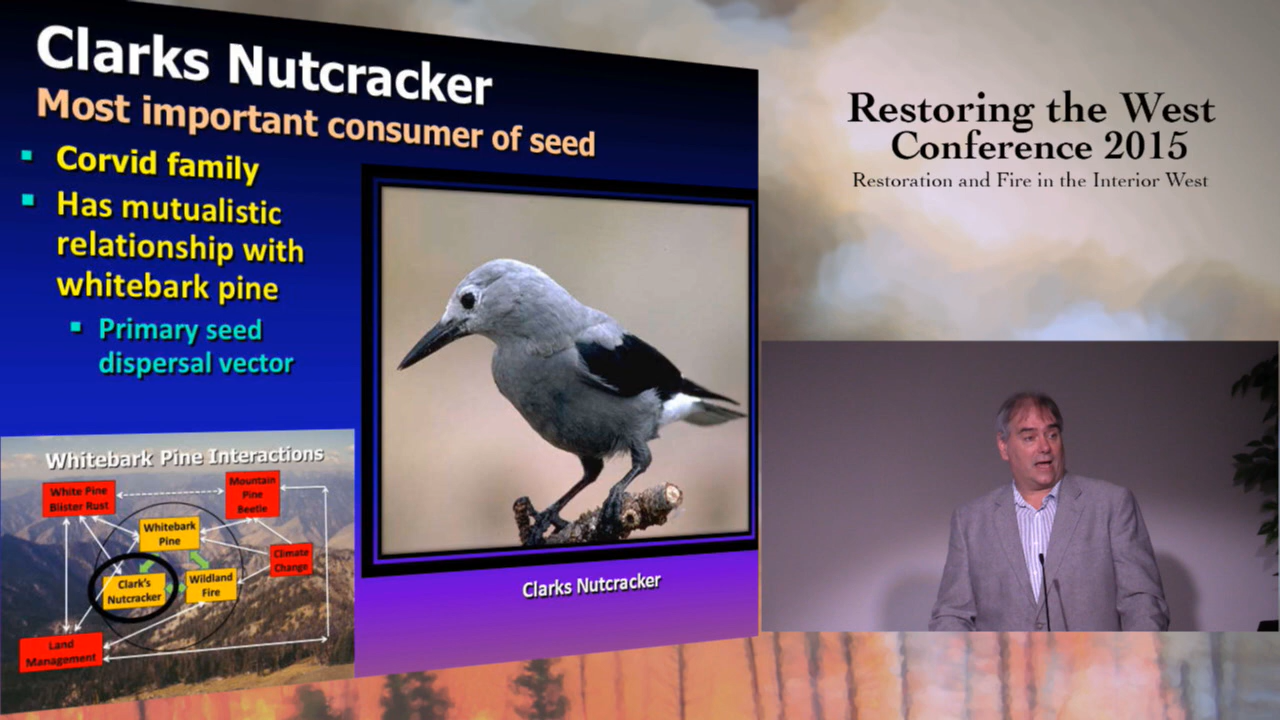 Clarks Nutcracker
Most important consumer of seed
Corvid family
Has mutualistic
relationship with
whitebark pine
Primary seed
dispersal vector
Whitebark Pine Interactions
White Pine
Blister Rust
Mountain
Pine
Beetle
Whitebark
Pine
Climate
Change
Clark's
Nutcracker
Wildland
Fire
Land
Management
Clarks Nutcracker
Restoring the West
Conference 2015
Restoration and Fire in the Interior West